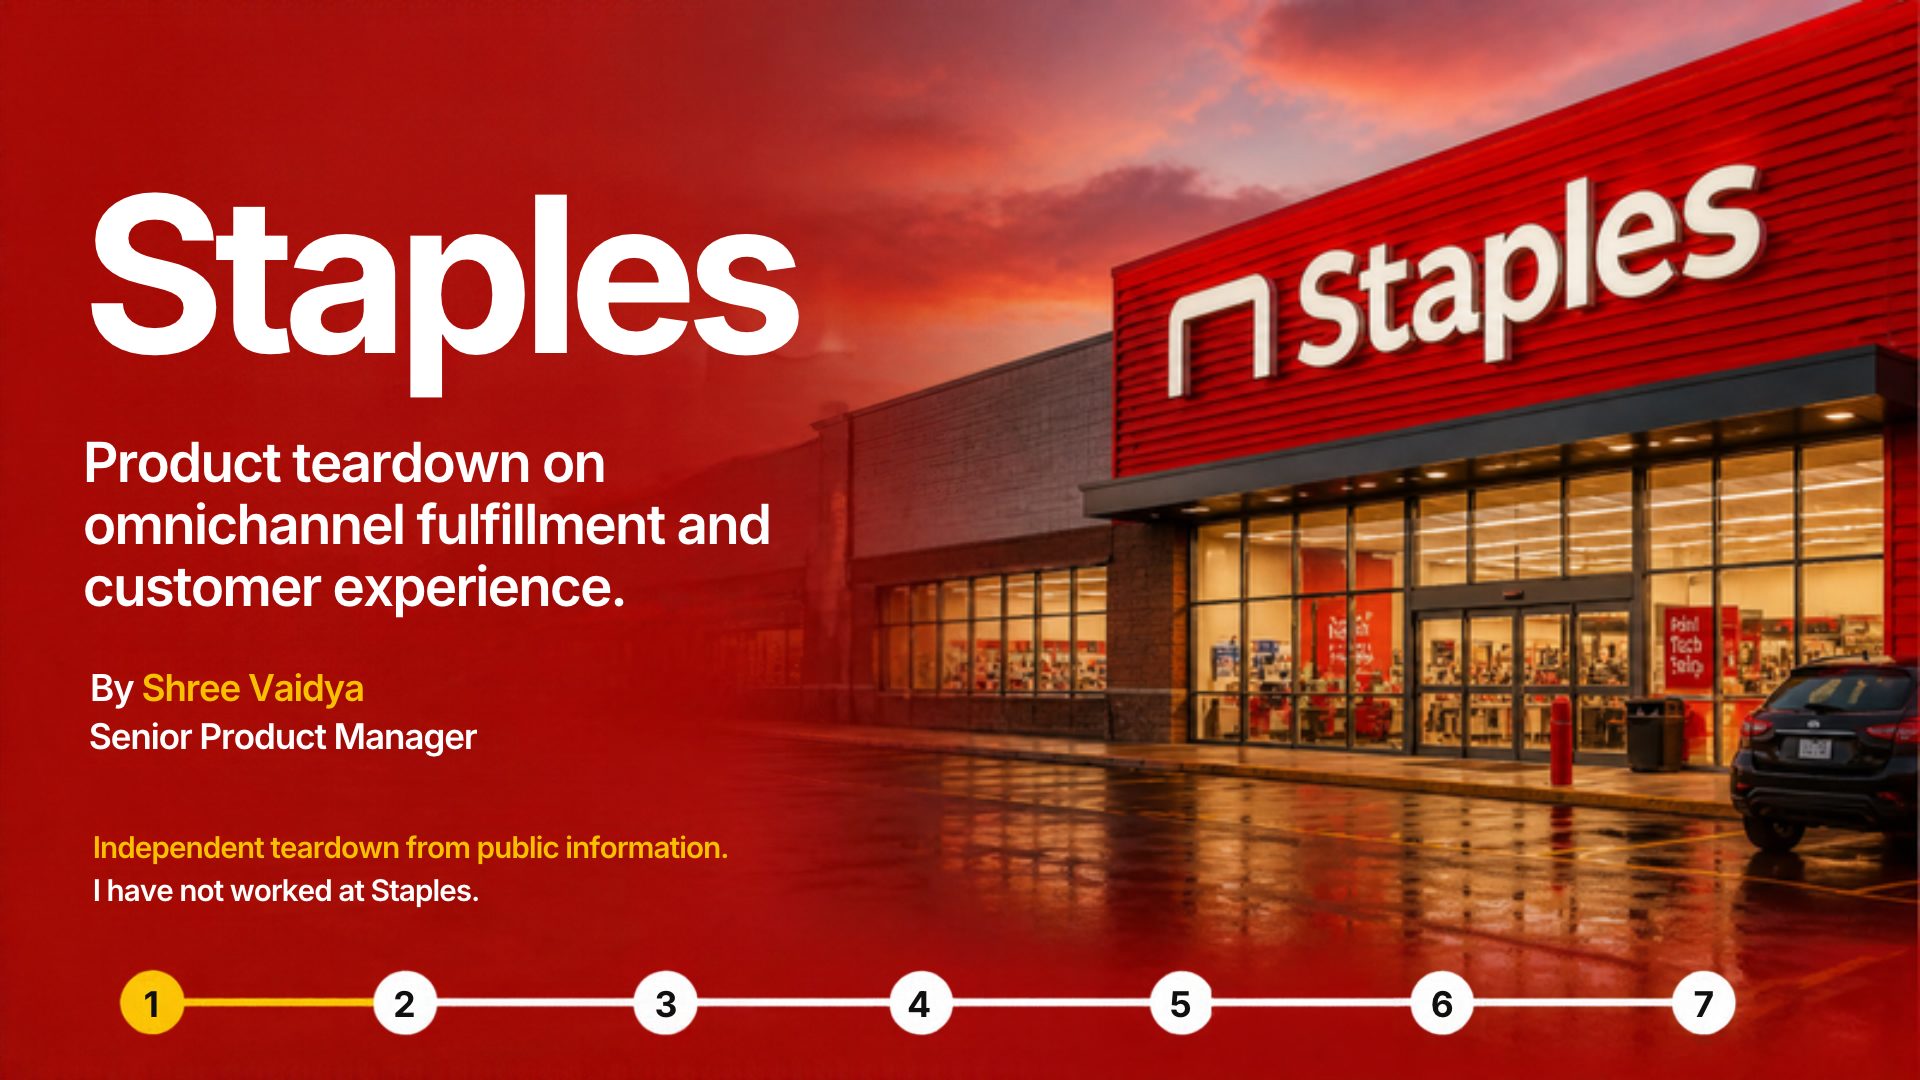 Staples
Staples
Product teardown on
omnichannel fulfillment and
customer experience.
By Shree Vaidya
Senior Product Manager
Independent teardown from public information.
I have not worked at Staples.
1 2 3 4 5 6 7